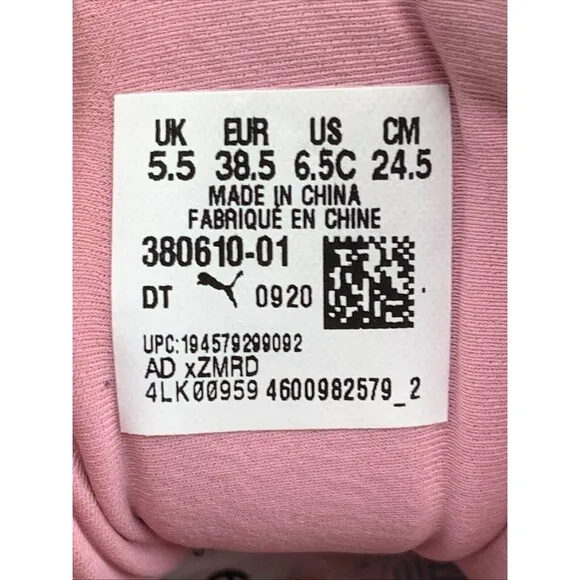 UK EUR US CM
5.5 38.5 6.5C 24.5
MADE IN CHINA
FABRIQUÉ EN CHINE
380610-01
DT 0920
UPC:194579299092
AD xZMRD
4LK00959 4600982579_2